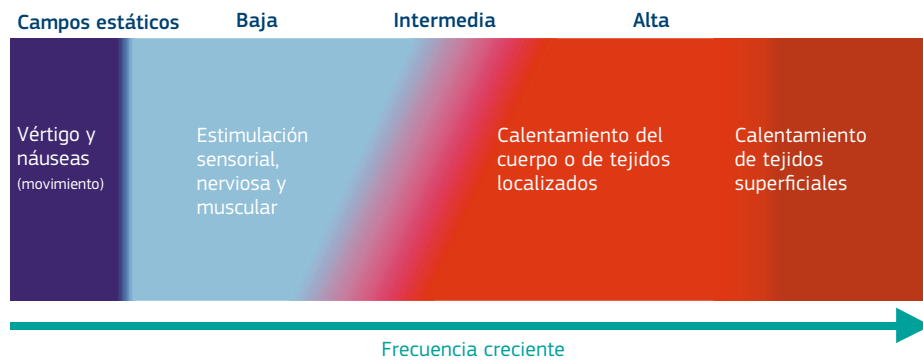 Campos estáticos
Baja
Intermedia
Alta
Vértigo y
náuseas
(movimiento)
Estimulación
sensorial,
nerviosa y
muscular
Calentamiento del
cuerpo o de tejidos
localizados
Calentamiento
de tejidos
superficiales
Frecuencia creciente